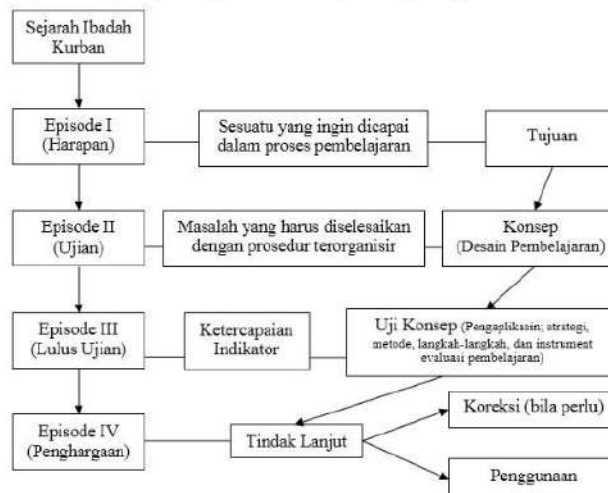 Sejarah Ibadah
Kurban
Episode I
(Harapan)
Sesuatu yang ingin dicapai
dalam proses pembelajaran
Tujuan
Episode II
(Ujian)
Masalah yang harus diselesaikan
dengan prosedur terorganisir
Konsep
(Desain Pembelajaran)
Episode III
(Lulus Ujian)
Ketercapaian
Indikator
Uji Konsep (Pengaplikasin; strategi,
metode, langkah-langkah, dan instrument
evaluasi pembelajaran)
Episode IV
(Penghargaan)
Tindak Lanjut
Koreksi (bila perlu)
Penggunaan